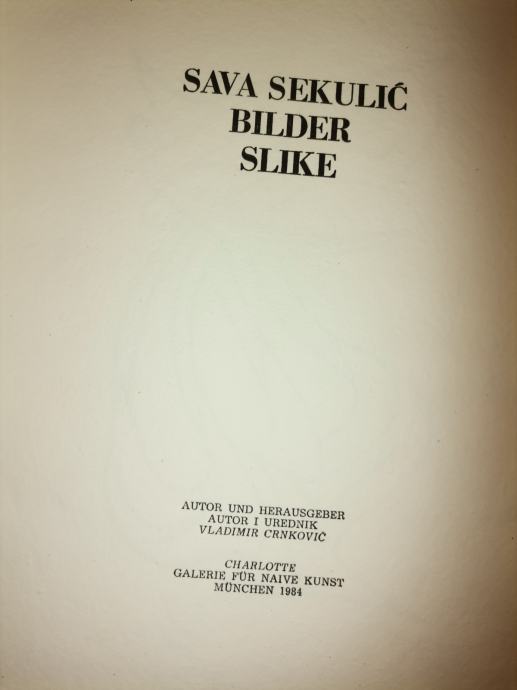 SAVA SEKULIĆ
BILDER
SLIKE
AUTOR UND HERAUSGEBER
AUTOR I UREDNIK
VLADIMIR CRNKOVIĆ
CHARLOTTE
GALERIE FÜR NAIVE KUNST
MÜNCHEN 1984